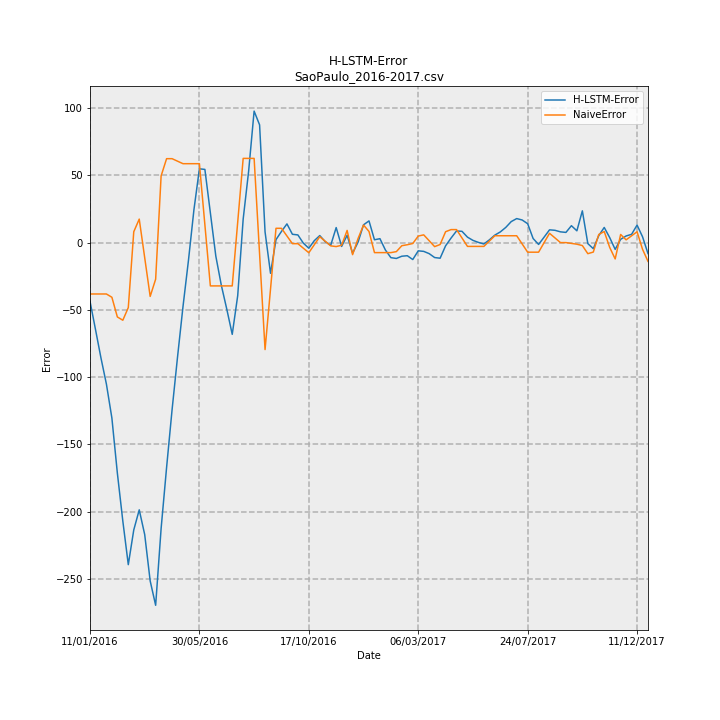 H-LSTM-Error
SaoPaulo_2016-2017.csv
H-LSTM-Error
NaiveError
100
50
0
−50
−100
−150
−200
−250
Error
11/01/2016
30/05/2016
17/10/2016
06/03/2017
24/07/2017
11/12/2017
Date